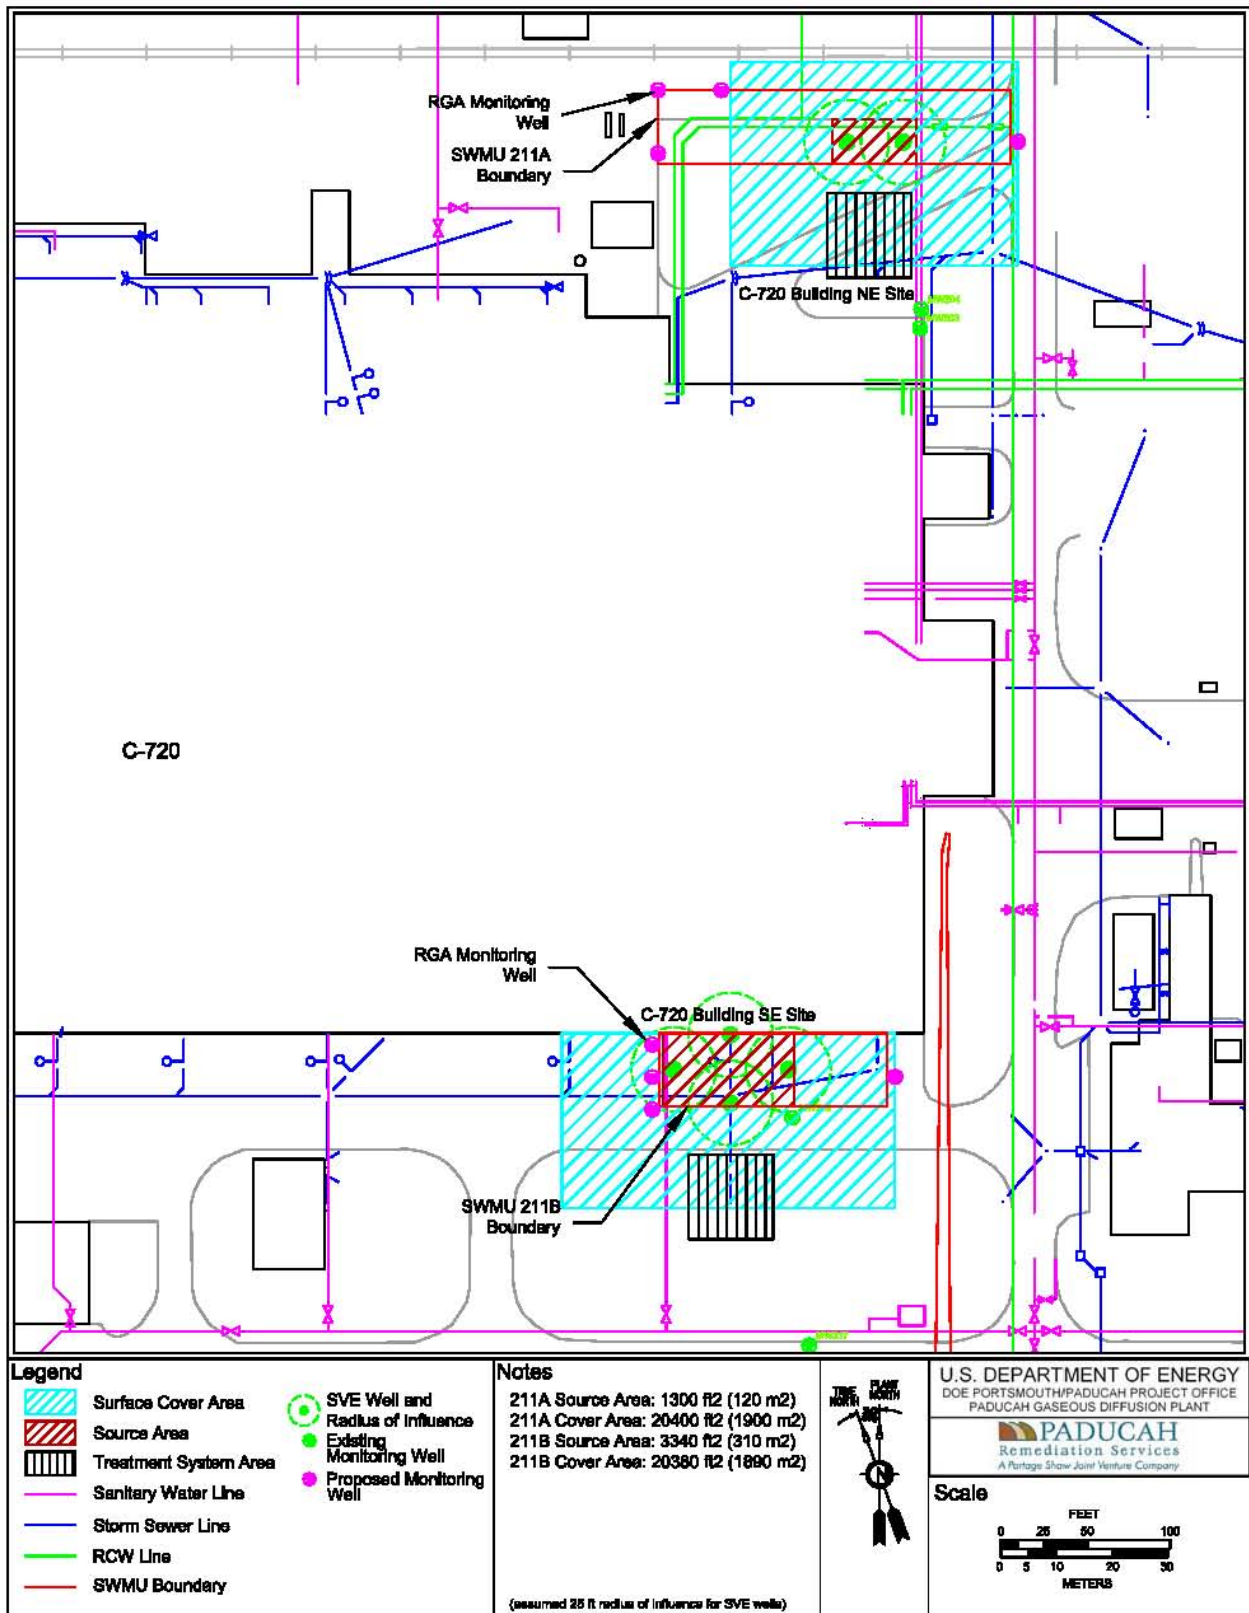 RGA Monitoring
Well
SWMU 211A
Boundary
C-720 Building NE Site
C-720
RGA Monitoring
Well
C-720 Building SE Site
SWMU 211B
Boundary
Legend
Surface Cover Area
Source Area
Treatment System Area
Sanitary Water Line
Storm Sewer Line
RCW Line
SWMU Boundary
SVE Well and
Radius of Influence
Existing
Monitoring Well
Proposed Monitoring
Well
Notes
211A Source Area: 1300 ft2 (120 m2)
211A Cover Area: 20400 ft2 (1900 m2)
211B Source Area: 3340 ft2 (310 m2)
211B Cover Area: 20380 ft2 (1890 m2)
(assumed 25 ft radius of influence for SVE wells)
TRUE NORTH
PLANT NORTH
N
U.S. DEPARTMENT OF ENERGY
DOE PORTSMOUTH/PADUCAH PROJECT OFFICE
PADUCAH GASEOUS DIFFUSION PLANT
PADUCAH
Remediation Services
A Portage Shaw Joint Venture Company
Scale
FEET
0 25 50 100
0 5 10 20 30
METERS